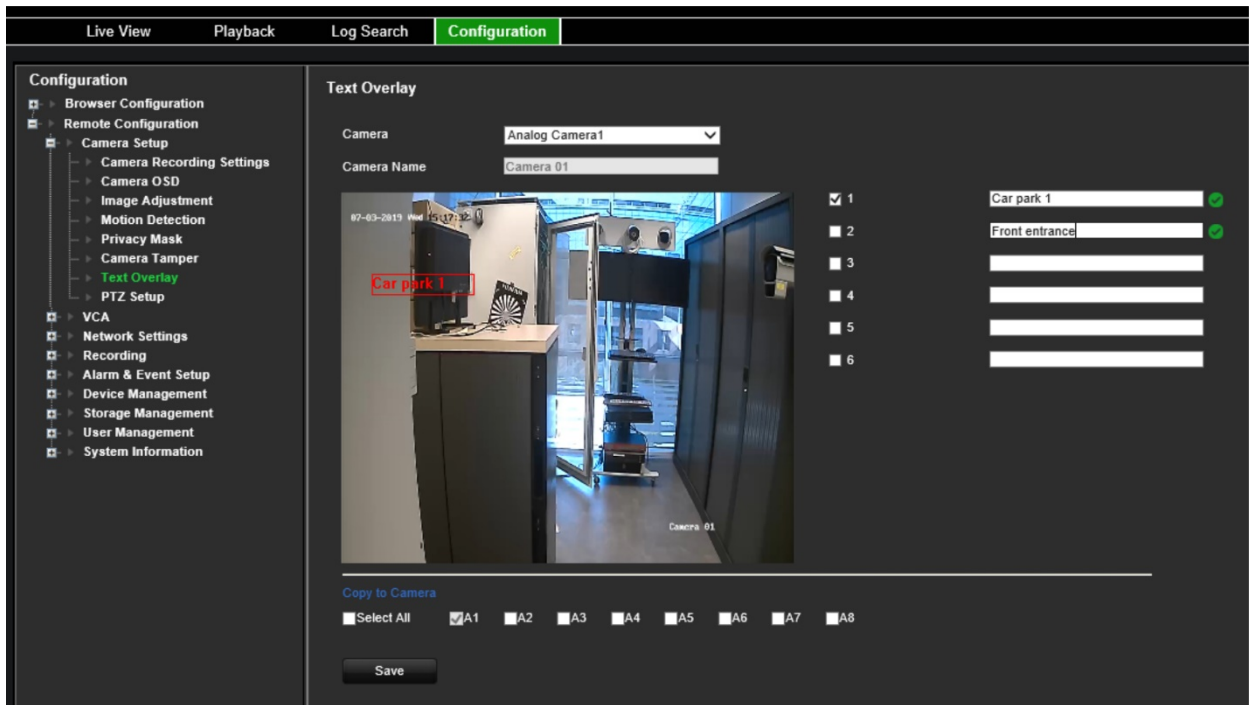 Live View Playback Log Search Configuration
Configuration
Browser Configuration
Remote Configuration
Camera Setup
Camera Recording Settings
Camera OSD
Image Adjustment
Motion Detection
Privacy Mask
Camera Tamper
Text Overlay
PTZ Setup
VCA
Network Settings
Recording
Alarm & Event Setup
Device Management
Storage Management
User Management
System Information
Text Overlay
Camera Analog Camera1
Camera Name Camera 01
07-03-2019 Wed 15:17:32
Car park 1
Camera 01
1 Car park 1
2 Front entrance
3
4
5
6
Copy to Camera
Select All A1 A2 A3 A4 A5 A6 A7 A8
Save